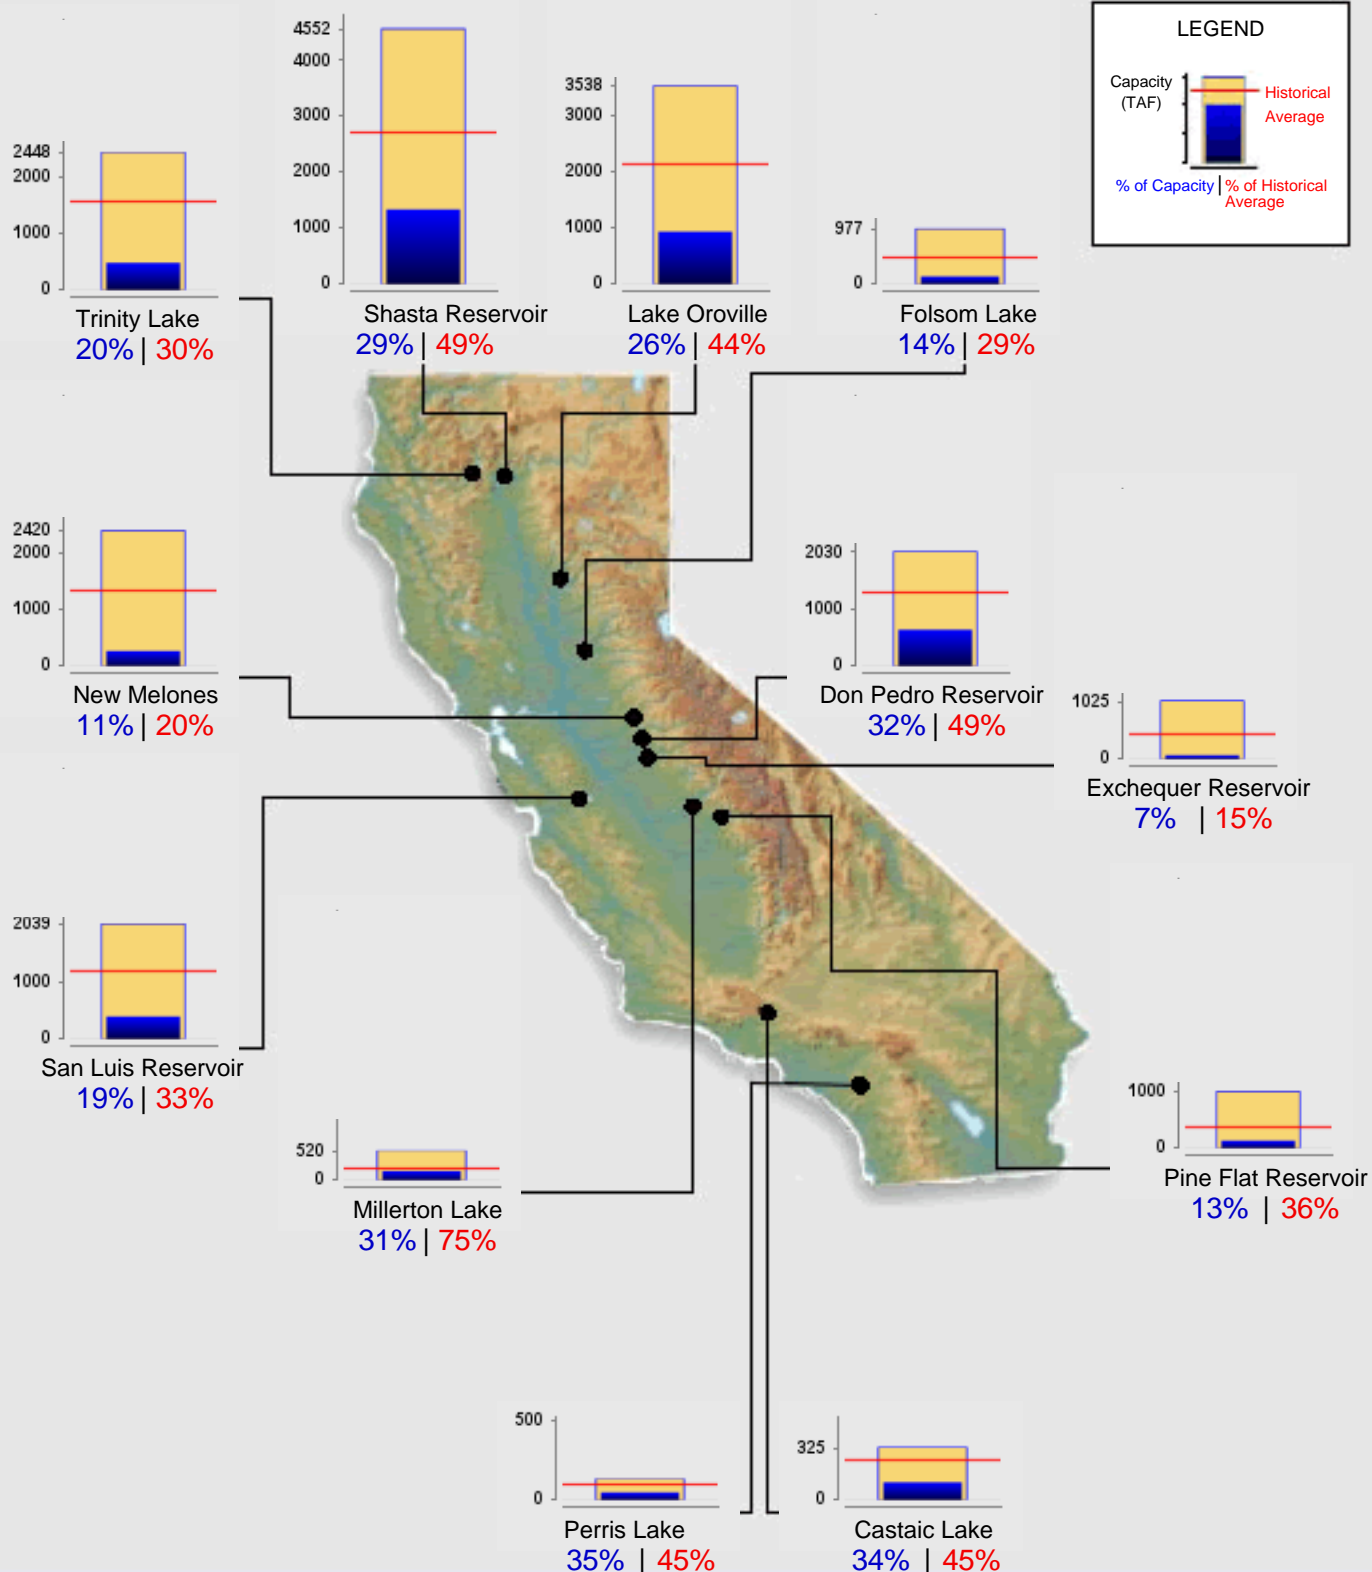 LEGEND
Capacity
(TAF)
Historical
Average
% of Capacity | % of Historical
Average
2448
2000
1000
0
Trinity Lake
20% | 30%
4552
4000
3000
2000
1000
0
Shasta Reservoir
29% | 49%
3538
3000
2000
1000
0
Lake Oroville
26% | 44%
977
0
Folsom Lake
14% | 29%
2420
2000
1000
0
New Melones
11% | 20%
2030
1000
0
Don Pedro Reservoir
32% | 49%
1025
0
Exchequer Reservoir
7% | 15%
2039
1000
0
San Luis Reservoir
19% | 33%
520
0
Millerton Lake
31% | 75%
1000
0
Pine Flat Reservoir
13% | 36%
500
0
Perris Lake
35% | 45%
325
0
Castaic Lake
34% | 45%